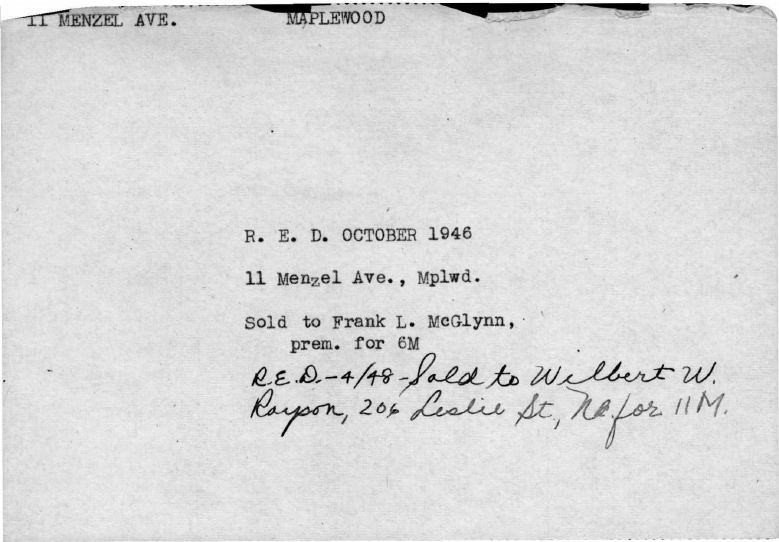 11 MENZEL AVE. MAPLEWOOD
R. E. D. OCTOBER 1946
11 Menzel Ave., Mplwd.
Sold to Frank L. McGlynn,
prem. for 6M
R.E.D.-4/48-Sold to Wilbert W.
Rayson, 206 Leslie St, Nk for 11M.